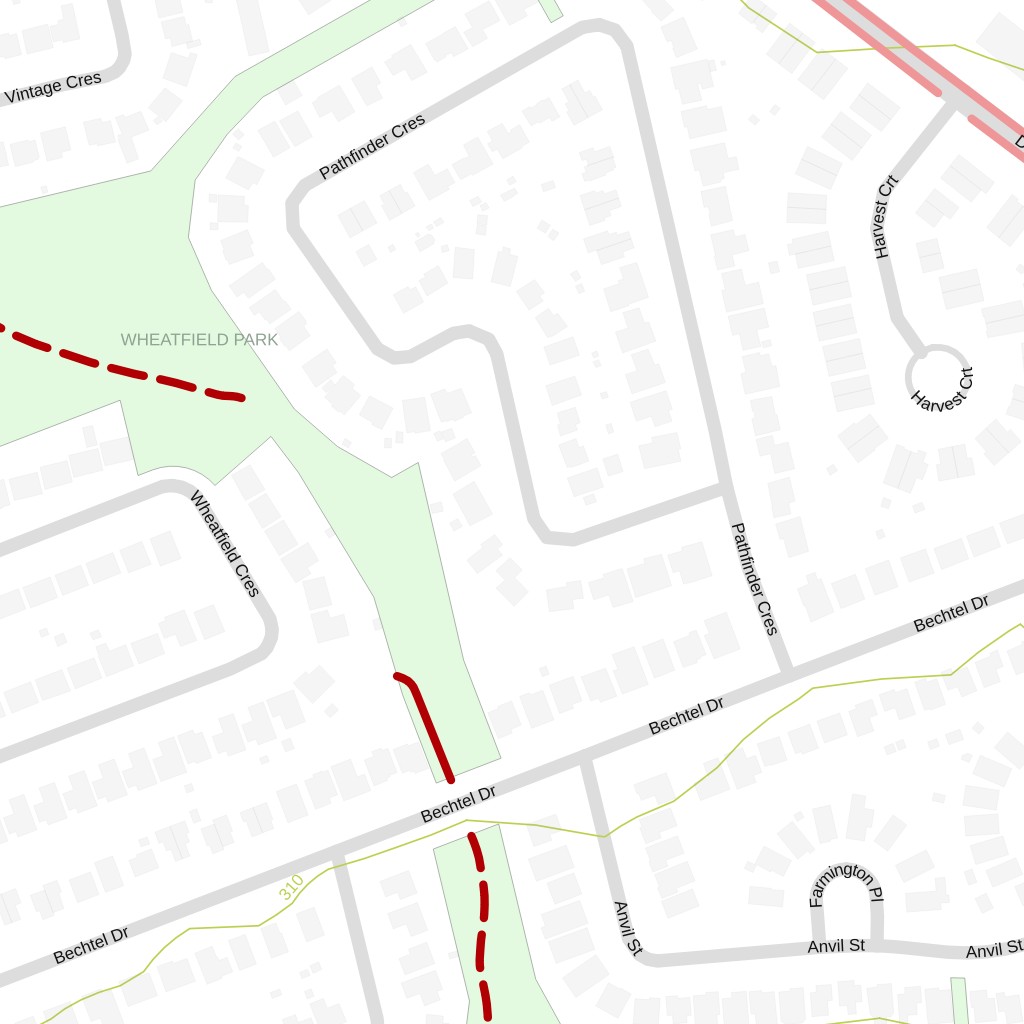 Vintage Cres
Pathfinder Cres
D
Harvest Crt
WHEATFIELD PARK
Harvest Crt
Wheatfield Cres
Pathfinder Cres
Bechtel Dr
Bechtel Dr
Bechtel Dr
310
Farmington Pl
Anvil St
Bechtel Dr
Anvil St
Anvil St